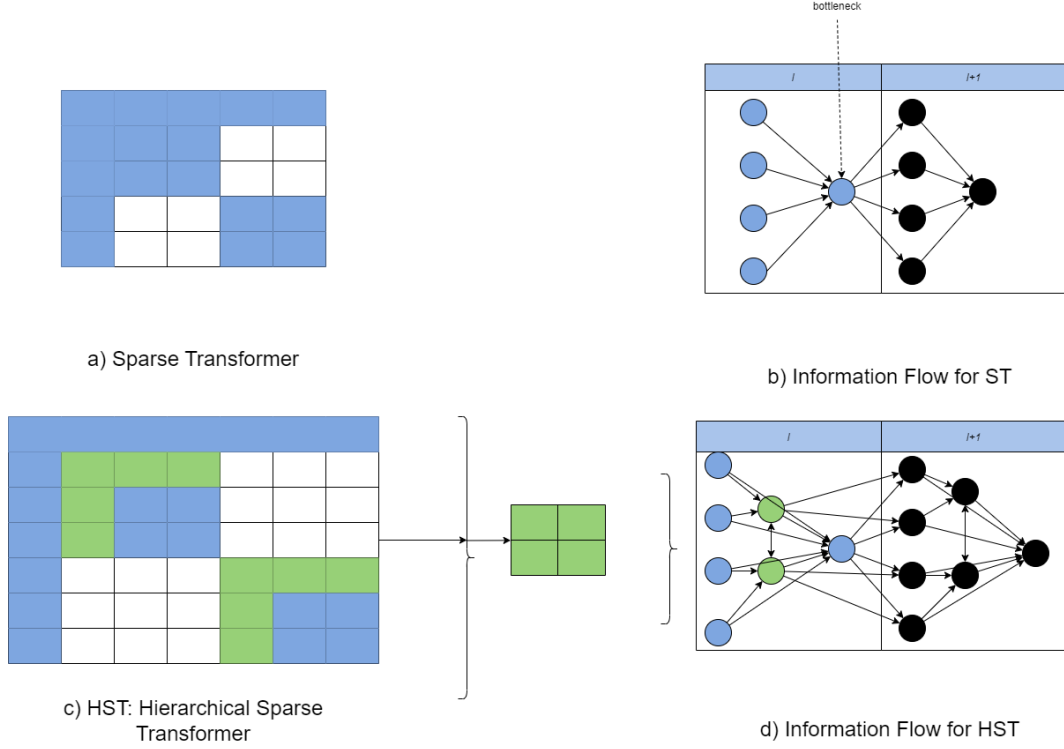 bottleneck
l
l+1
a) Sparse Transformer
b) Information Flow for ST
l
l+1
c) HST: Hierarchical Sparse
Transformer
d) Information Flow for HST